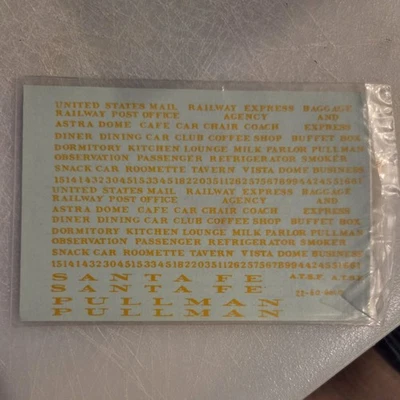 UNITED STATES MAIL RAILWAY EXPRESS BAGGAGE
RAILWAY POST OFFICE AGENCY AND
ASTRA DOME CAFE CAR CHAIR COACH EXPRESS
DINER DINING CAR CLUB COFFEE SHOP BUFFET BOX
DORMITORY KITCHEN LOUNGE MILK PARLOR PULLMAN
OBSERVATION PASSENGER REFRIGERATOR SMOKER
SNACK CAR ROOMETTE TAVERN VISTA DOME BUSINESS
UNITED STATES MAIL RAILWAY EXPRESS BAGGAGE
RAILWAY POST OFFICE AGENCY AND
ASTRA DOME CAFE CAR CHAIR COACH EXPRESS
DINER DINING CAR CLUB COFFEE SHOP BUFFET BOX
DORMITORY KITCHEN LOUNGE MILK PARLOR PULLMAN
OBSERVATION PASSENGER REFRIGERATOR SMOKER
SNACK CAR ROOMETTE TAVERN VISTA DOME BUSINESS
SANTA FE A.T.S.F. A.T.S.F.
SANTA FE
PULLMAN
PULLMAN